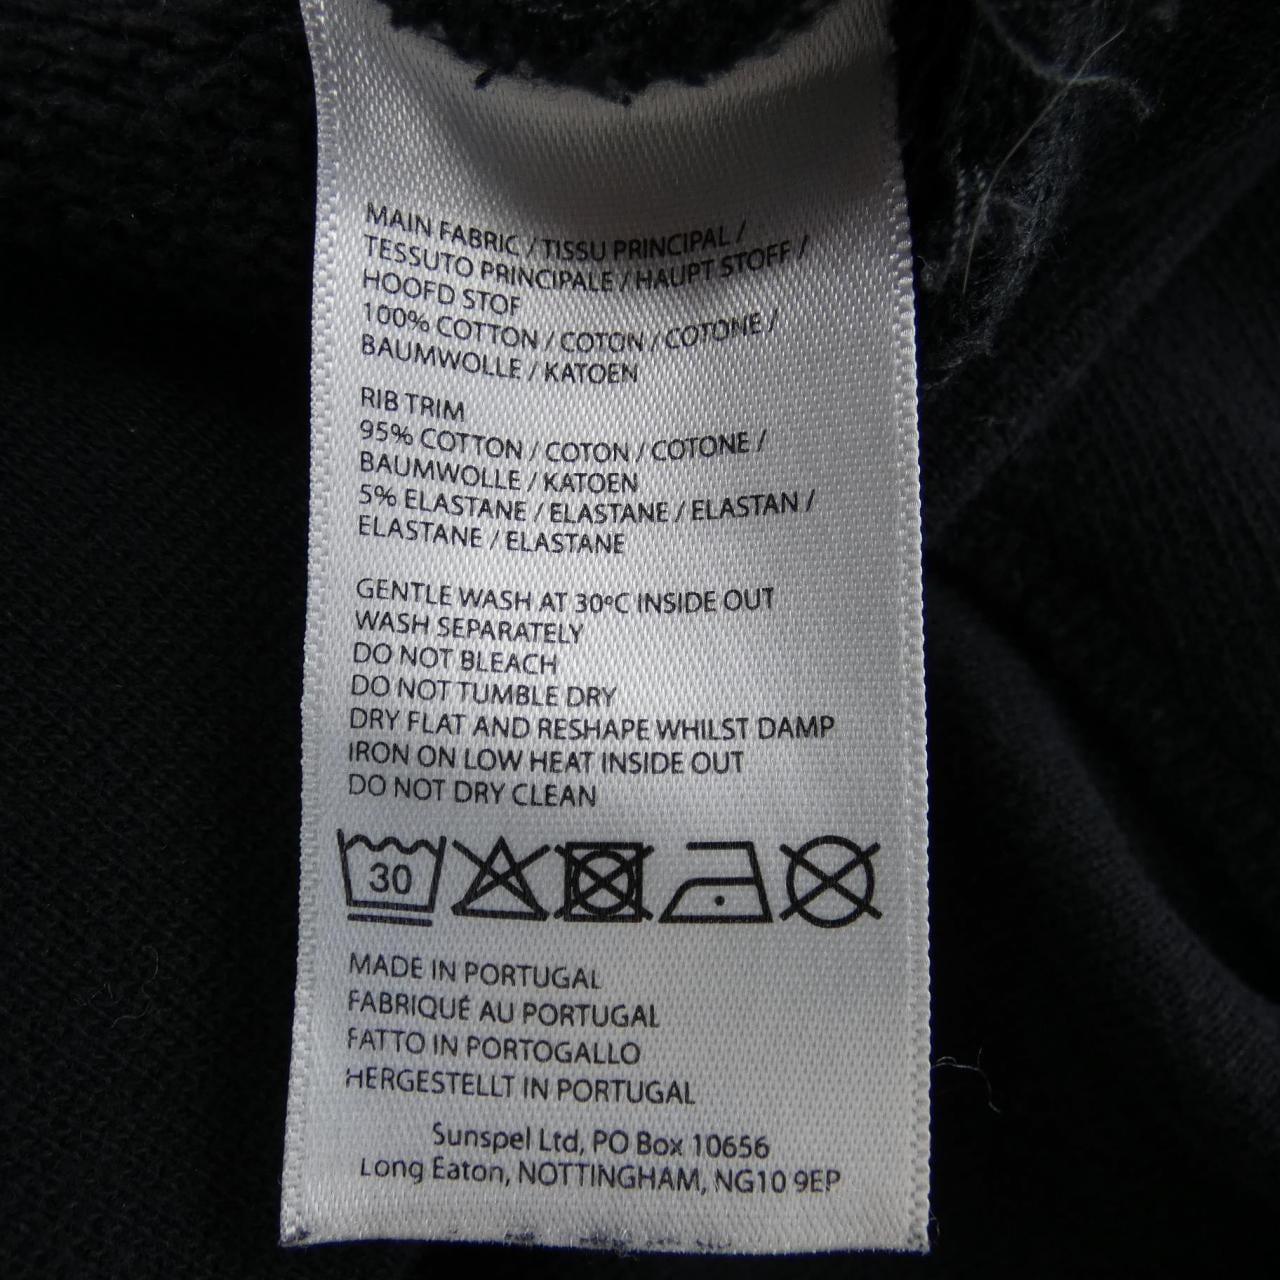 MAIN FABRIC / TISSU PRINCIPAL /
TESSUTO PRINCIPALE / HAUPT STOFF /
HOOFD STOF
100% COTTON / COTON / COTONE /
BAUMWOLLE / KATOEN
RIB TRIM
95% COTTON / COTON / COTONE /
BAUMWOLLE / KATOEN
5% ELASTANE / ELASTANE / ELASTAN /
ELASTANE / ELASTANE
GENTLE WASH AT 30ºC INSIDE OUT
WASH SEPARATELY
DO NOT BLEACH
DO NOT TUMBLE DRY
DRY FLAT AND RESHAPE WHILST DAMP
IRON ON LOW HEAT INSIDE OUT
DO NOT DRY CLEAN
30
MADE IN PORTUGAL
FABRIQUÉ AU PORTUGAL
FATTO IN PORTOGALLO
HERGESTELLT IN PORTUGAL
Sunspel Ltd, PO Box 10656
Long Eaton, NOTTINGHAM, NG10 9EP